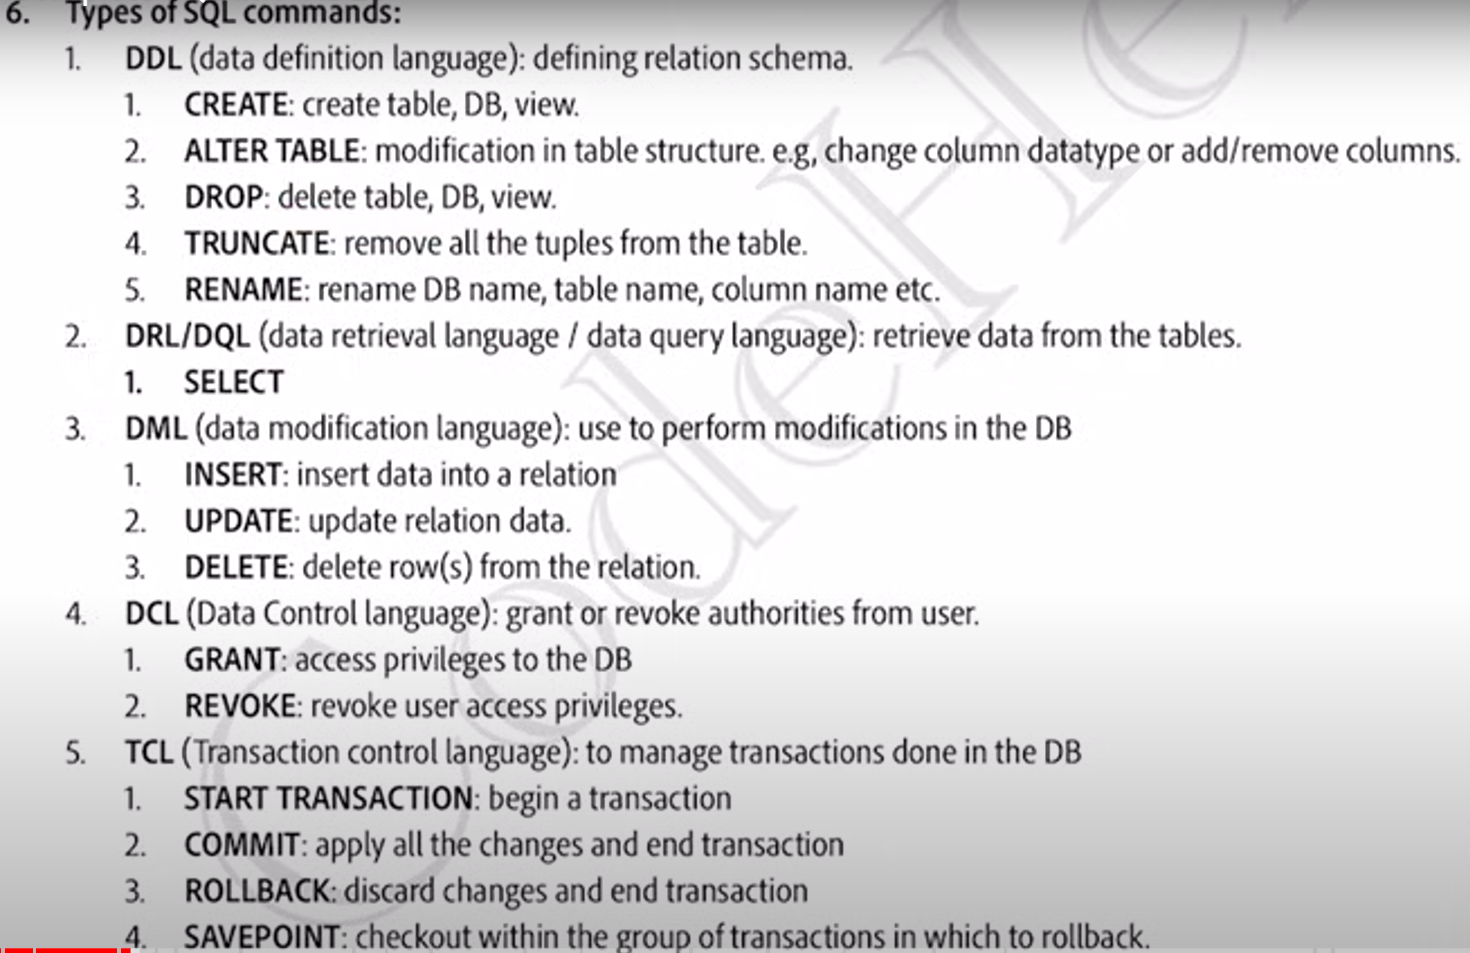 6. Types of SQL commands:
1. DDL (data definition language): defining relation schema.
1. CREATE: create table, DB, view.
2. ALTER TABLE: modification in table structure. e.g, change column datatype or add/remove columns.
3. DROP: delete table, DB, view.
4. TRUNCATE: remove all the tuples from the table.
5. RENAME: rename DB name, table name, column name etc.
2. DRL/DQL (data retrieval language / data query language): retrieve data from the tables.
1. SELECT
3. DML (data modification language): use to perform modifications in the DB
1. INSERT: insert data into a relation
2. UPDATE: update relation data.
3. DELETE: delete row(s) from the relation.
4. DCL (Data Control language): grant or revoke authorities from user.
1. GRANT: access privileges to the DB
2. REVOKE: revoke user access privileges.
5. TCL (Transaction control language): to manage transactions done in the DB
1. START TRANSACTION: begin a transaction
2. COMMIT: apply all the changes and end transaction
3. ROLLBACK: discard changes and end transaction
4. SAVEPOINT: checkout within the group of transactions in which to rollback.
CodeHe